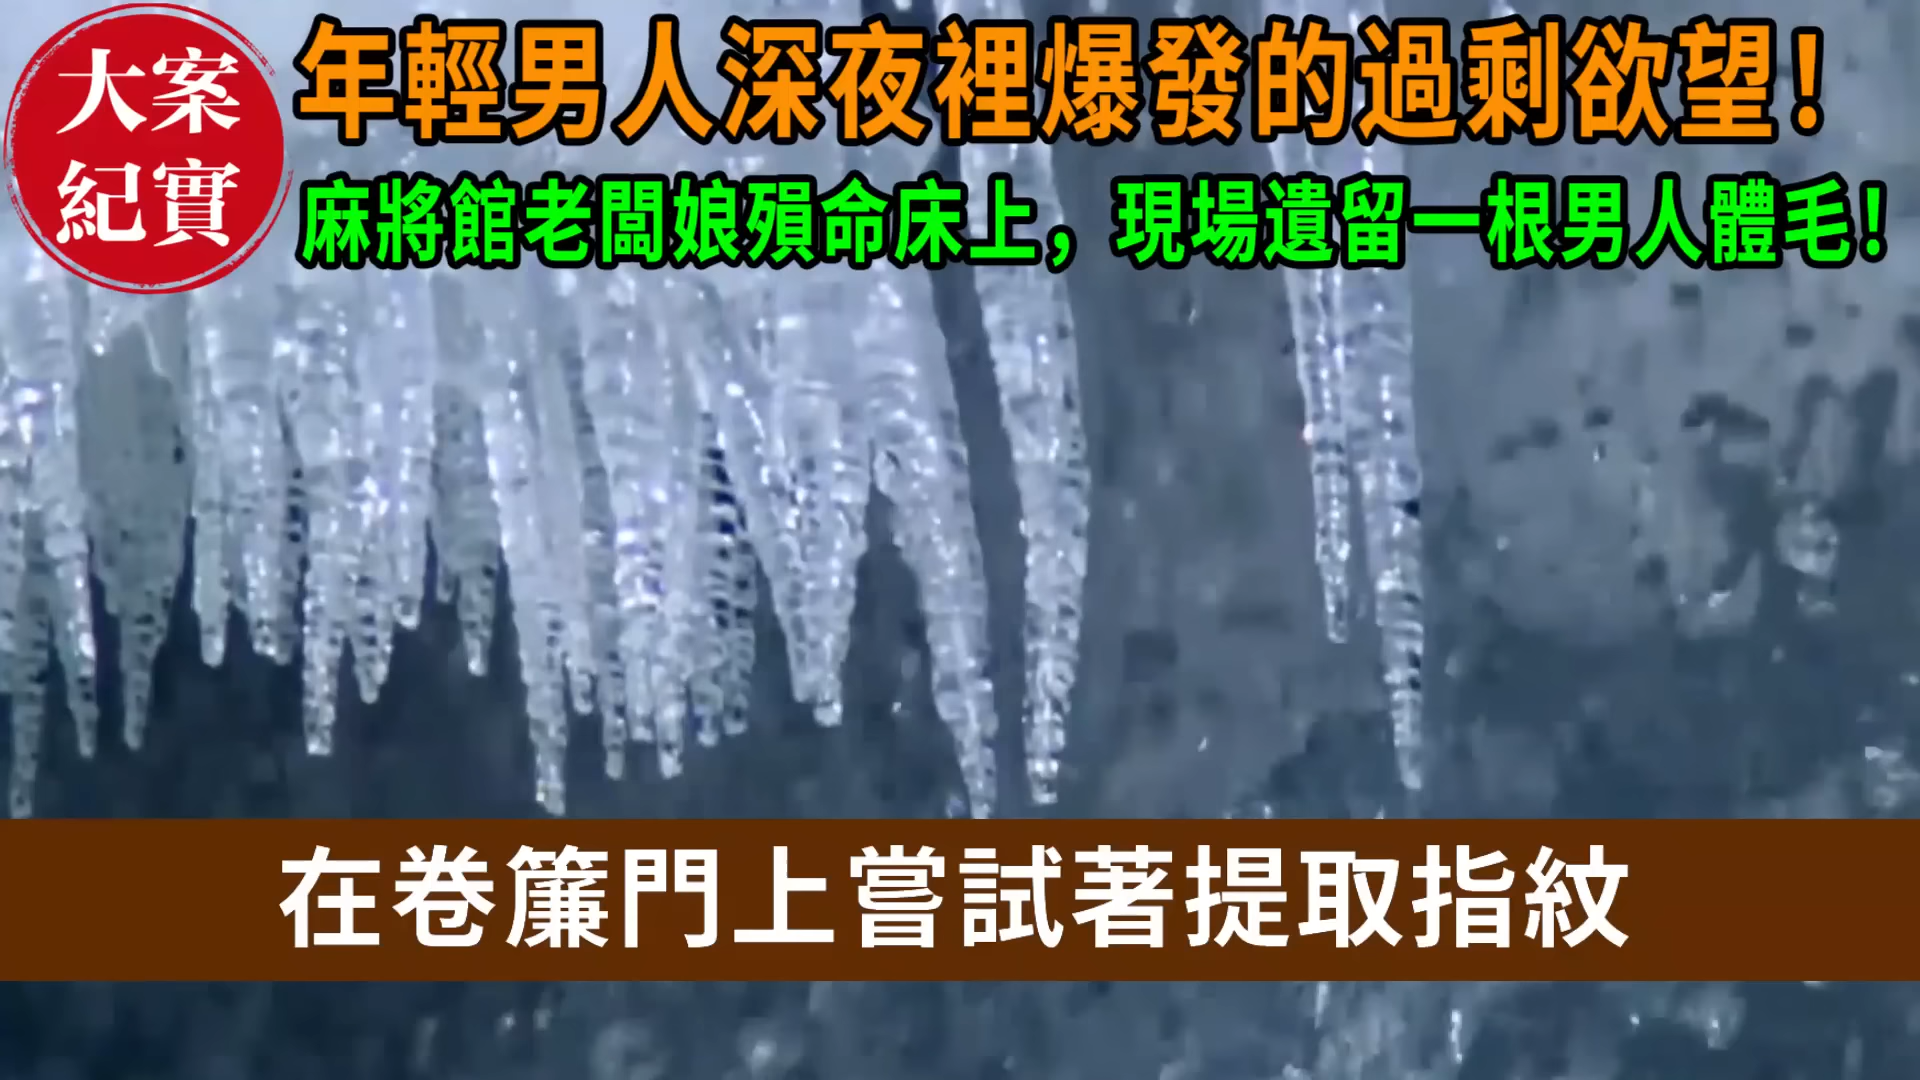 大案
紀實
年輕男人深夜裡爆發的過剩欲望！
麻將館老闆娘殞命床上，現場遺留一根男人體毛！
在卷簾門上嘗試著提取指紋